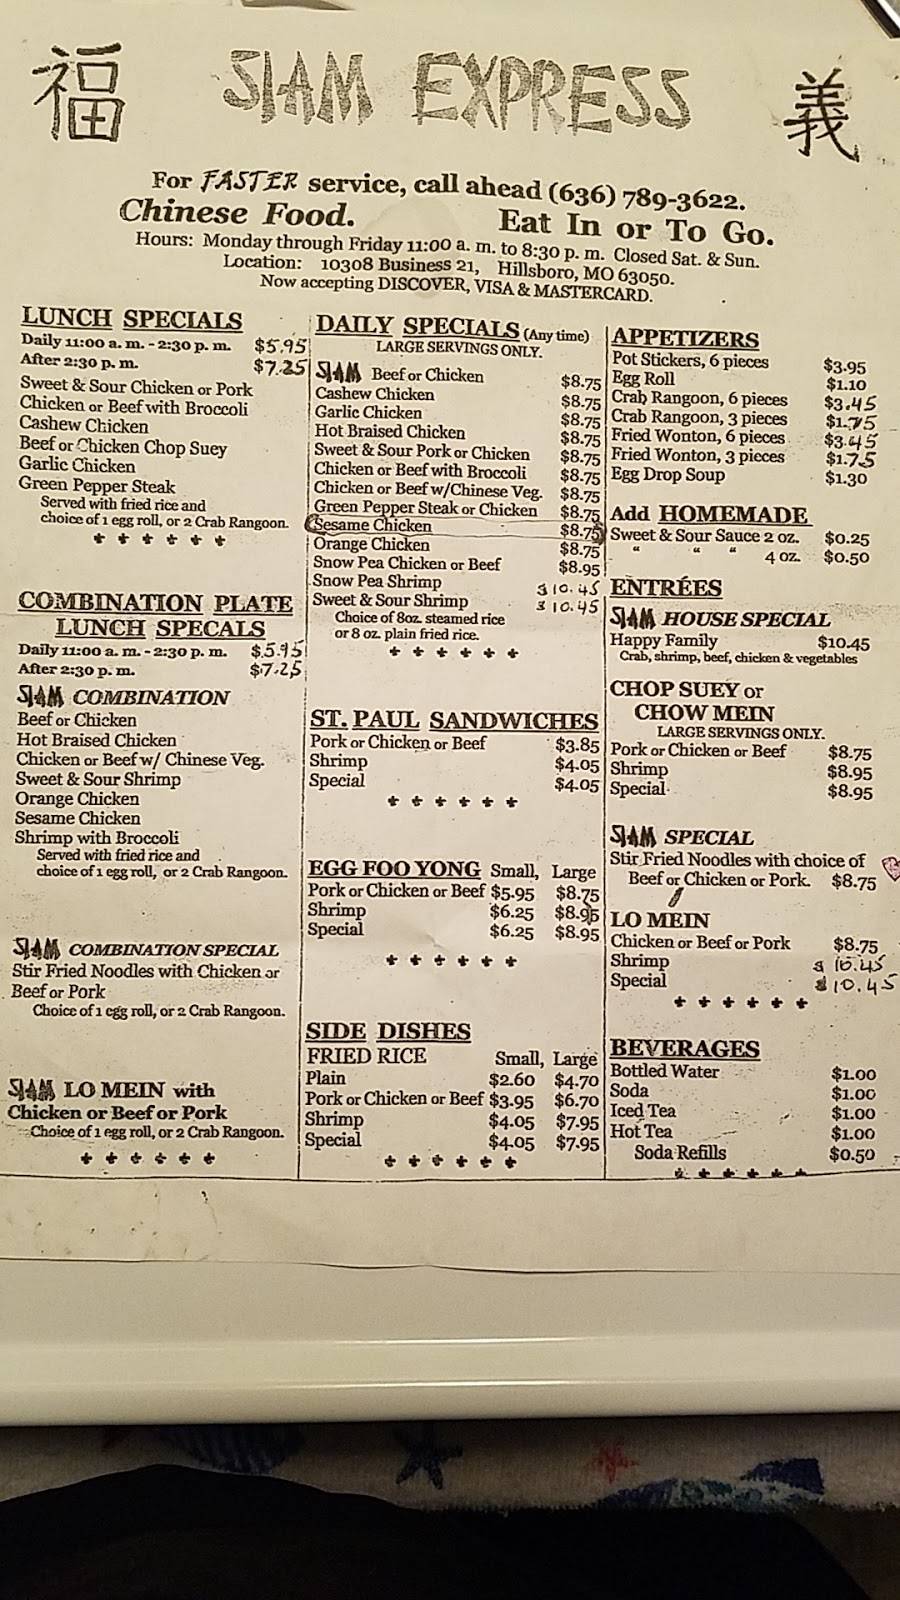 福 SIAM EXPRESS 義
For FASTER service, call ahead (636) 789-3622.
Chinese Food. Eat In or To Go.
Hours: Monday through Friday 11:00 a. m. to 8:30 p. m. Closed Sat. & Sun.
Location: 10308 Business 21, Hillsboro, MO 63050.
Now accepting DISCOVER, VISA & MASTERCARD.
LUNCH SPECIALS
Daily 11:00 a. m. - 2:30 p. m. $5.95
After 2:30 p. m. $7.25
Sweet & Sour Chicken or Pork
Chicken or Beef with Broccoli
Cashew Chicken
Beef or Chicken Chop Suey
Garlic Chicken
Green Pepper Steak
Served with fried rice and
choice of 1 egg roll, or 2 Crab Rangoon.
COMBINATION PLATE
LUNCH SPECALS
Daily 11:00 a. m. - 2:30 p. m. $5.95
After 2:30 p. m. $7.25
SIAM COMBINATION
Beef or Chicken
Hot Braised Chicken
Chicken or Beef w/ Chinese Veg.
Sweet & Sour Shrimp
Orange Chicken
Sesame Chicken
Shrimp with Broccoli
Served with fried rice and
choice of 1 egg roll, or 2 Crab Rangoon.
SIAM COMBINATION SPECIAL
Stir Fried Noodles with Chicken or
Beef or Pork
Choice of 1 egg roll, or 2 Crab Rangoon.
SIAM LO MEIN with
Chicken or Beef or Pork
Choice of 1 egg roll, or 2 Crab Rangoon.
DAILY SPECIALS (Any time)
LARGE SERVINGS ONLY.
SIAM Beef or Chicken $8.75
Cashew Chicken $8.75
Garlic Chicken $8.75
Hot Braised Chicken $8.75
Sweet & Sour Pork or Chicken $8.75
Chicken or Beef with Broccoli $8.75
Chicken or Beef w/Chinese Veg. $8.75
Green Pepper Steak or Chicken $8.75
Sesame Chicken $8.75
Orange Chicken $8.75
Snow Pea Chicken or Beef $8.95
Snow Pea Shrimp $10.45
Sweet & Sour Shrimp $10.45
Choice of 8oz. steamed rice
or 8 oz. plain fried rice.
ST. PAUL SANDWICHES
Pork or Chicken or Beef $3.85
Shrimp $4.05
Special $4.05
EGG FOO YONG Small, Large
Pork or Chicken or Beef $5.95 $8.75
Shrimp $6.25 $8.95
Special $6.25 $8.95
SIDE DISHES
FRIED RICE Small, Large
Plain $2.60 $4.70
Pork or Chicken or Beef $3.95 $6.70
Shrimp $4.05 $7.95
Special $4.05 $7.95
APPETIZERS
Pot Stickers, 6 pieces $3.95
Egg Roll $1.10
Crab Rangoon, 6 pieces $3.45
Crab Rangoon, 3 pieces $1.75
Fried Wonton, 6 pieces $3.45
Fried Wonton, 3 pieces $1.75
Egg Drop Soup $1.30
Add HOMEMADE
Sweet & Sour Sauce 2 oz. $0.25
" " " 4 oz. $0.50
ENTRÉES
SIAM HOUSE SPECIAL
Happy Family $10.45
Crab, shrimp, beef, chicken & vegetables
CHOP SUEY or
CHOW MEIN
LARGE SERVINGS ONLY.
Pork or Chicken or Beef $8.75
Shrimp $8.95
Special $8.95
SIAM SPECIAL
Stir Fried Noodles with choice of
Beef or Chicken or Pork. $8.75
LO MEIN
Chicken or Beef or Pork $8.75
Shrimp $10.45
Special $10.45
BEVERAGES
Bottled Water $1.00
Soda $1.00
Iced Tea $1.00
Hot Tea $1.00
Soda Refills $0.50